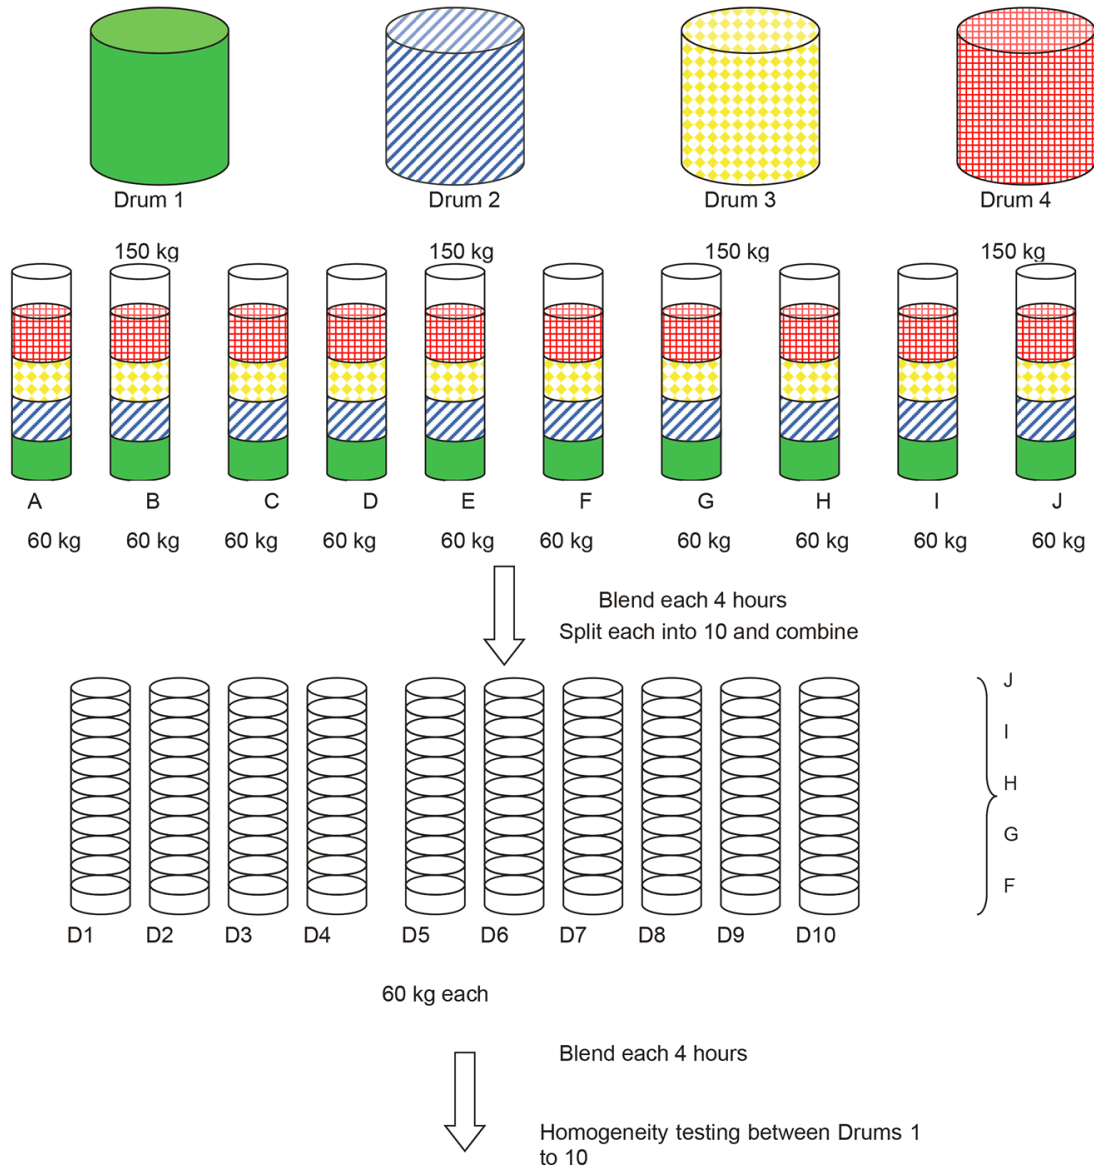 Drum 1 Drum 2 Drum 3 Drum 4
150 kg 150 kg 150 kg 150 kg
A B C D E F G H I J
60 kg 60 kg 60 kg 60 kg 60 kg 60 kg 60 kg 60 kg 60 kg 60 kg
Blend each 4 hours
Split each into 10 and combine
J
I
H
G
F
D1 D2 D3 D4 D5 D6 D7 D8 D9 D10
60 kg each
Blend each 4 hours
Homogeneity testing between Drums 1
to 10